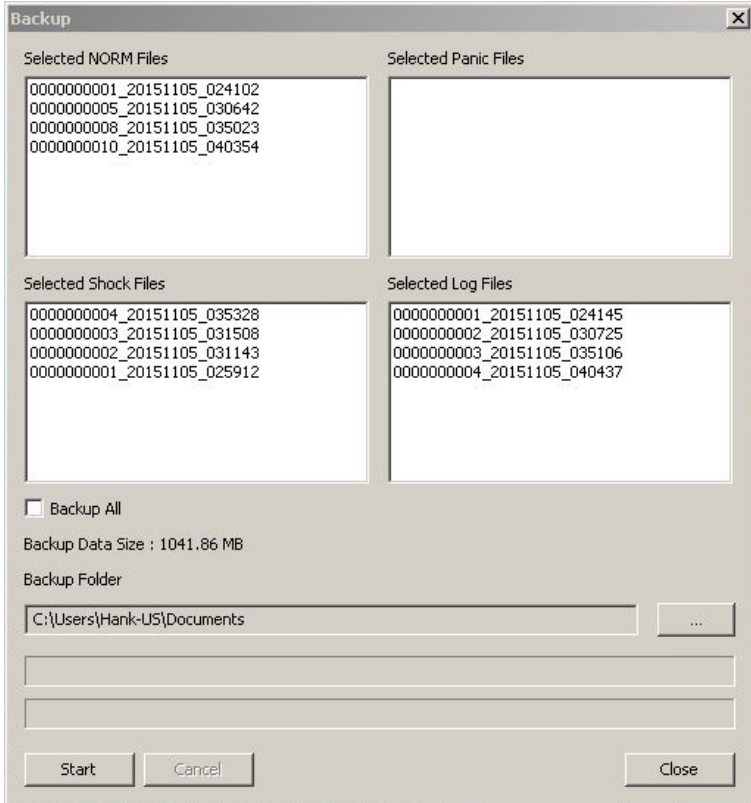 Backup
Selected NORM Files
0000000001_20151105_024102
0000000005_20151105_030642
0000000008_20151105_035023
0000000010_20151105_040354
Selected Panic Files
Selected Shock Files
0000000004_20151105_035328
0000000003_20151105_031508
0000000002_20151105_031143
0000000001_20151105_025912
Selected Log Files
0000000001_20151105_024145
0000000002_20151105_030725
0000000003_20151105_035106
0000000004_20151105_040437
Backup All
Backup Data Size : 1041.86 MB
Backup Folder
C:\Users\Hank-US\Documents
...
Start
Cancel
Close